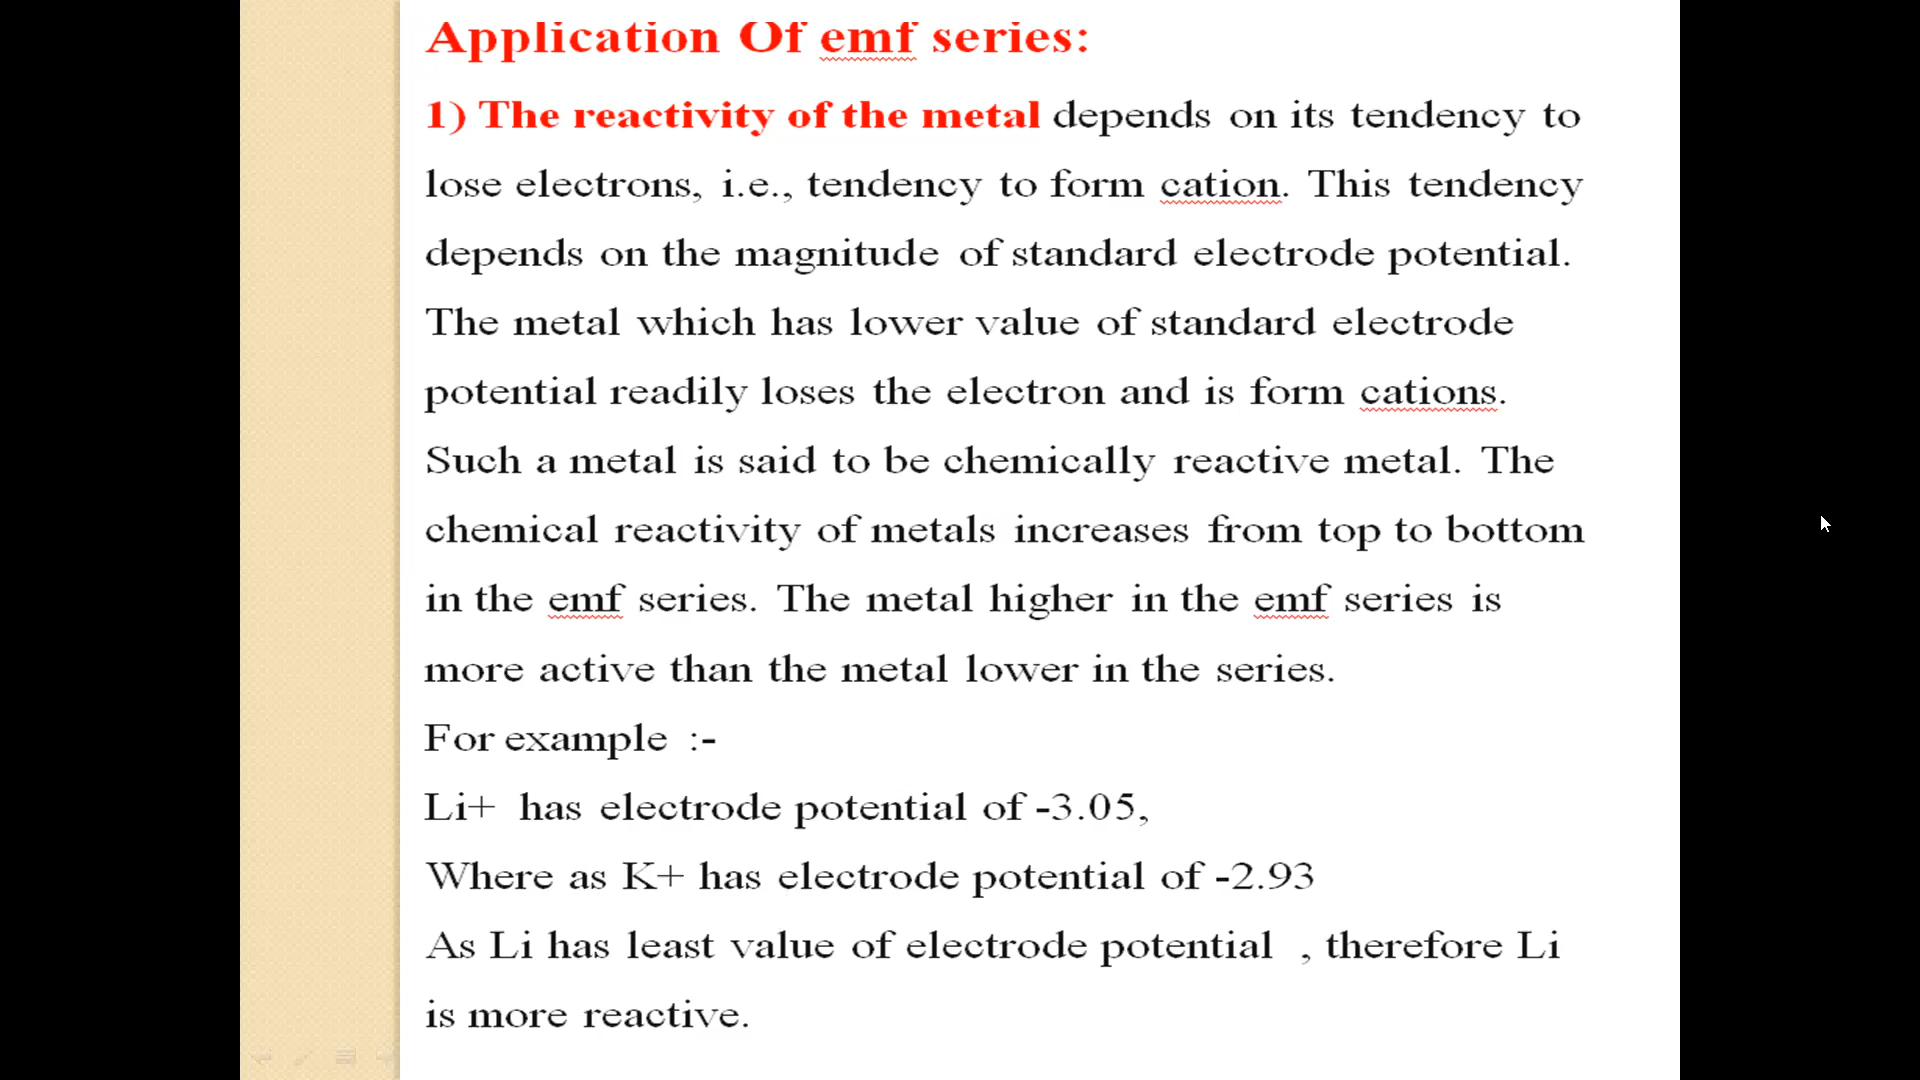 Application Of emf series:
1) The reactivity of the metal depends on its tendency to
lose electrons, i.e., tendency to form cation. This tendency
depends on the magnitude of standard electrode potential.
The metal which has lower value of standard electrode
potential readily loses the electron and is form cations.
Such a metal is said to be chemically reactive metal. The
chemical reactivity of metals increases from top to bottom
in the emf series. The metal higher in the emf series is
more active than the metal lower in the series.
For example :-
Li+ has electrode potential of -3.05,
Where as K+ has electrode potential of -2.93
As Li has least value of electrode potential , therefore Li
is more reactive.